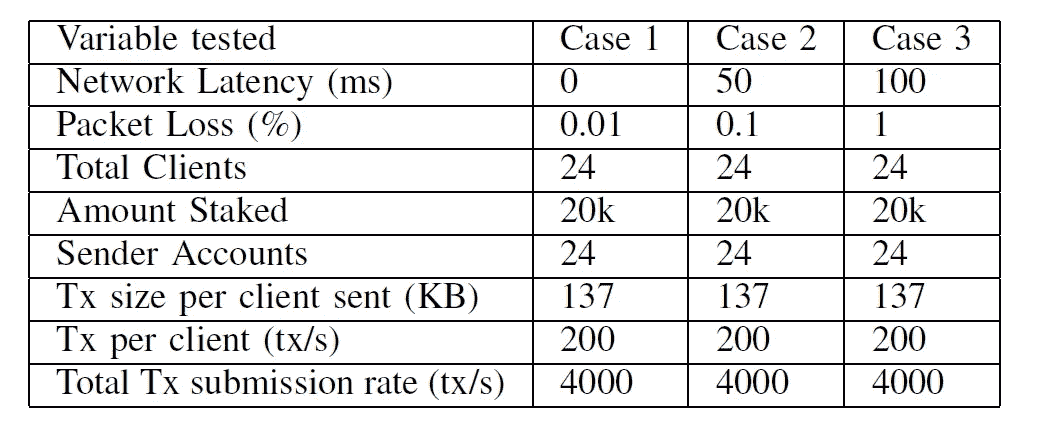 Variable tested Case 1 Case 2 Case 3
Network Latency (ms) 0 50 100
Packet Loss (%) 0.01 0.1 1
Total Clients 24 24 24
Amount Staked 20k 20k 20k
Sender Accounts 24 24 24
Tx size per client sent (KB) 137 137 137
Tx per client (tx/s) 200 200 200
Total Tx submission rate (tx/s) 4000 4000 4000